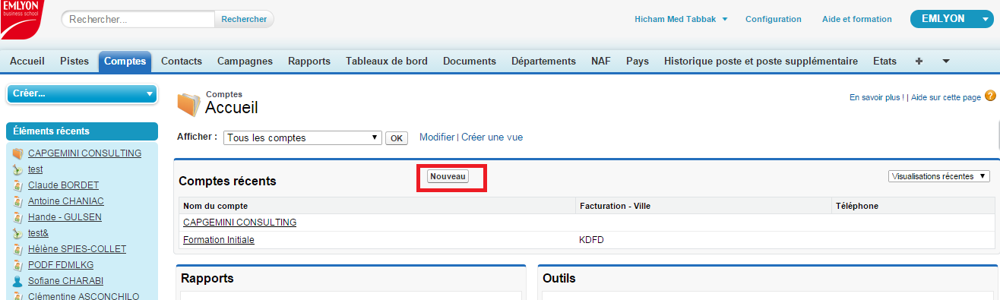 EMLYON
business school
Rechercher... Rechercher
Hicham Med Tabbak Configuration Aide et formation EMLYON
Accueil Pistes Comptes Contacts Campagnes Rapports Tableaux de bord Documents Départements NAF Pays Historique poste et poste supplémentaire Etats +
Créer...
Éléments récents
CAPGEMINI CONSULTING
test
Claude BORDET
Antoine CHANIAC
Hande - GULSEN
test&
Hélène SPIES-COLLET
PODF FDMLKG
Sofiane CHARABI
Clémentine ASCONCHILO
Comptes
Accueil
En savoir plus ! | Aide sur cette page ?
Afficher : Tous les comptes OK Modifier | Créer une vue
Comptes récents Nouveau Visualisations récentes
Nom du compte Facturation - Ville Téléphone
CAPGEMINI CONSULTING
Formation Initiale KDFD
Rapports Outils